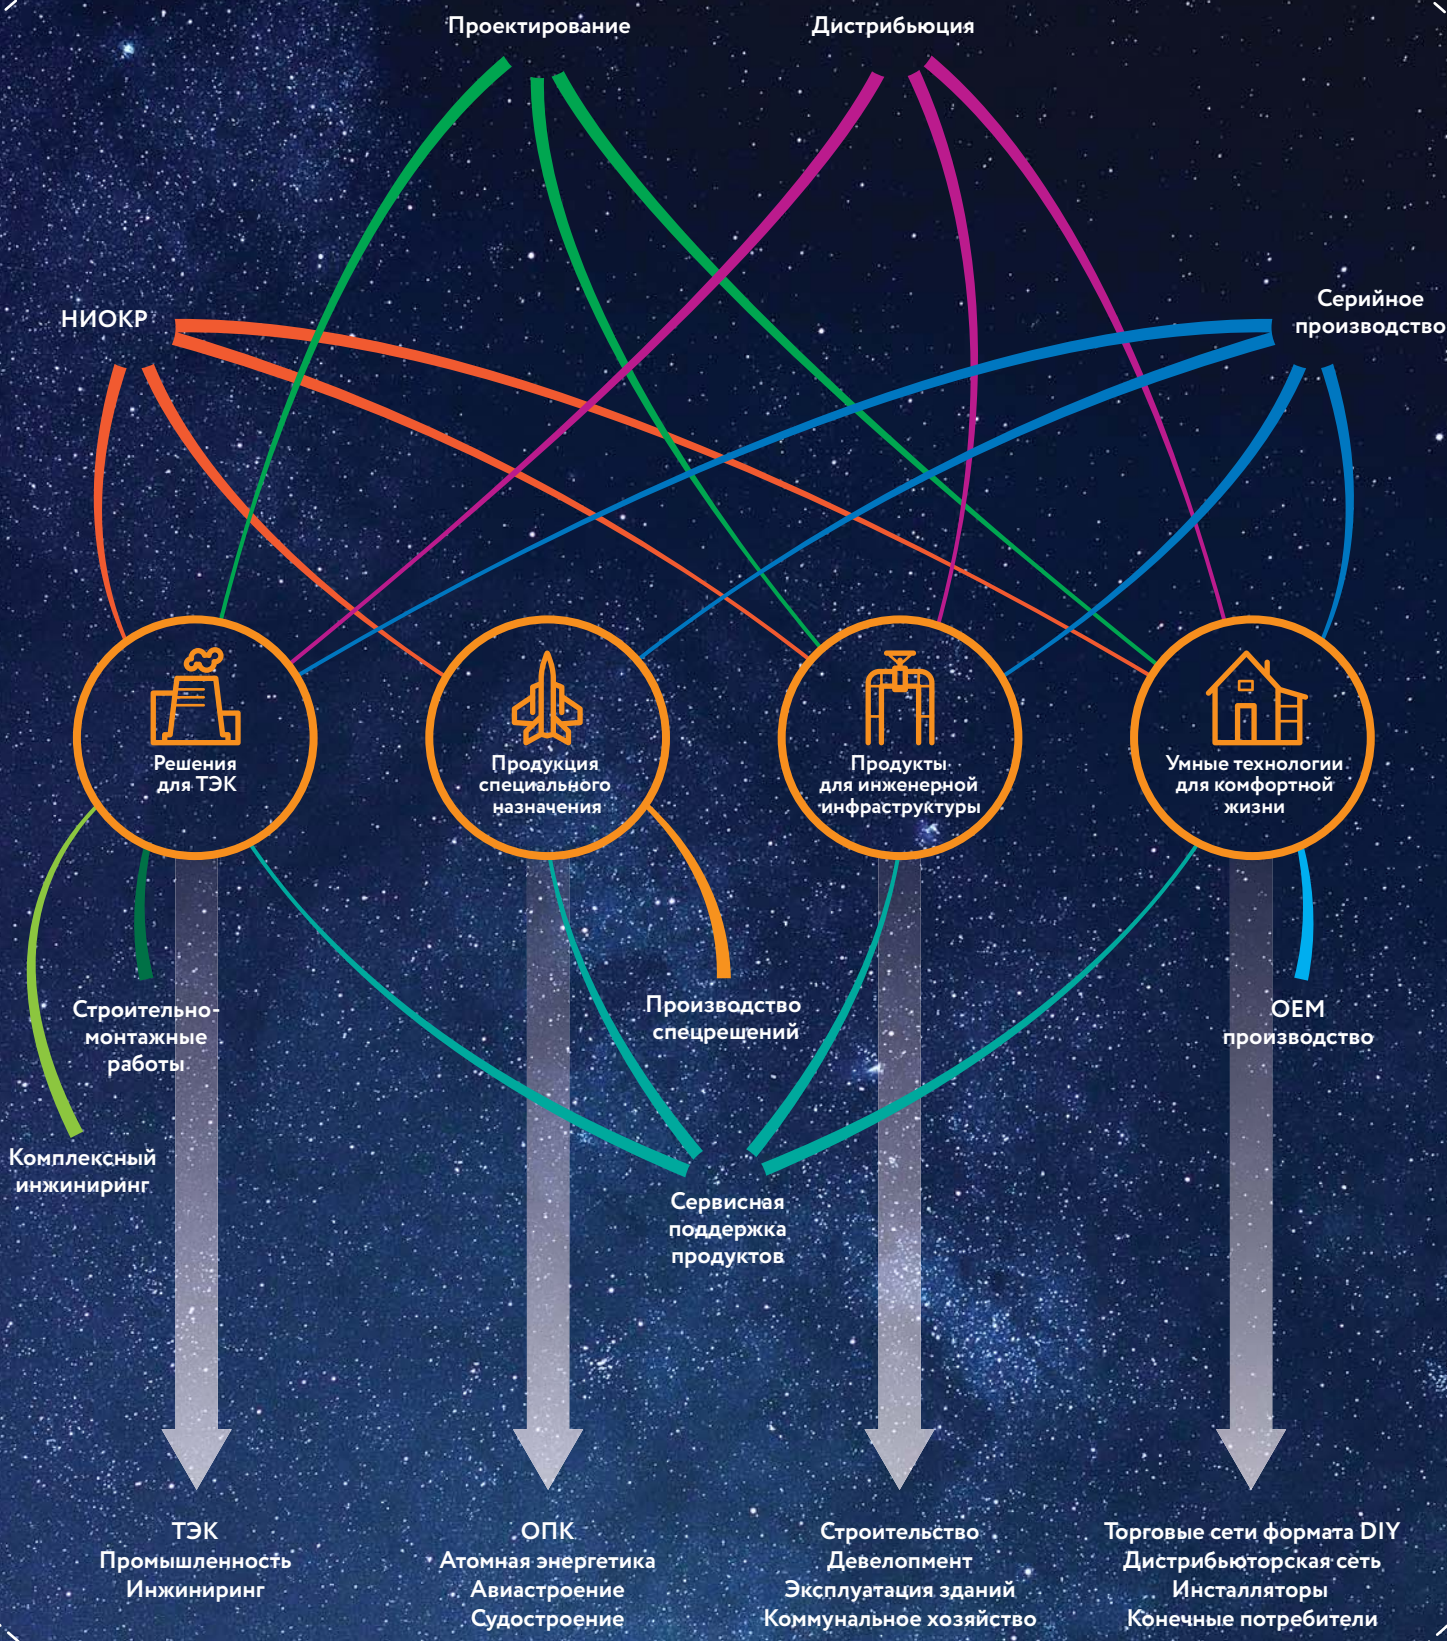 Проектирование
Дистрибьюция
НИОКР
Серийное
производство
Решения
для ТЭК
Продукция
специального
назначения
Продукты
для инженерной
инфраструктуры
Умные технологии
для комфортной
жизни
Строительно-
монтажные
работы
Производство
спецрешений
ОЕМ
производство
Комплексный
инжиниринг
Сервисная
поддержка
продуктов
ТЭК
Промышленность
Инжиниринг
ОПК
Атомная энергетика
Авиастроение
Судостроение
Строительство
Девелопмент
Эксплуатация зданий
Коммунальное хозяйство
Торговые сети формата DIY
Дистрибьюторская сеть
Инсталляторы
Конечные потребители